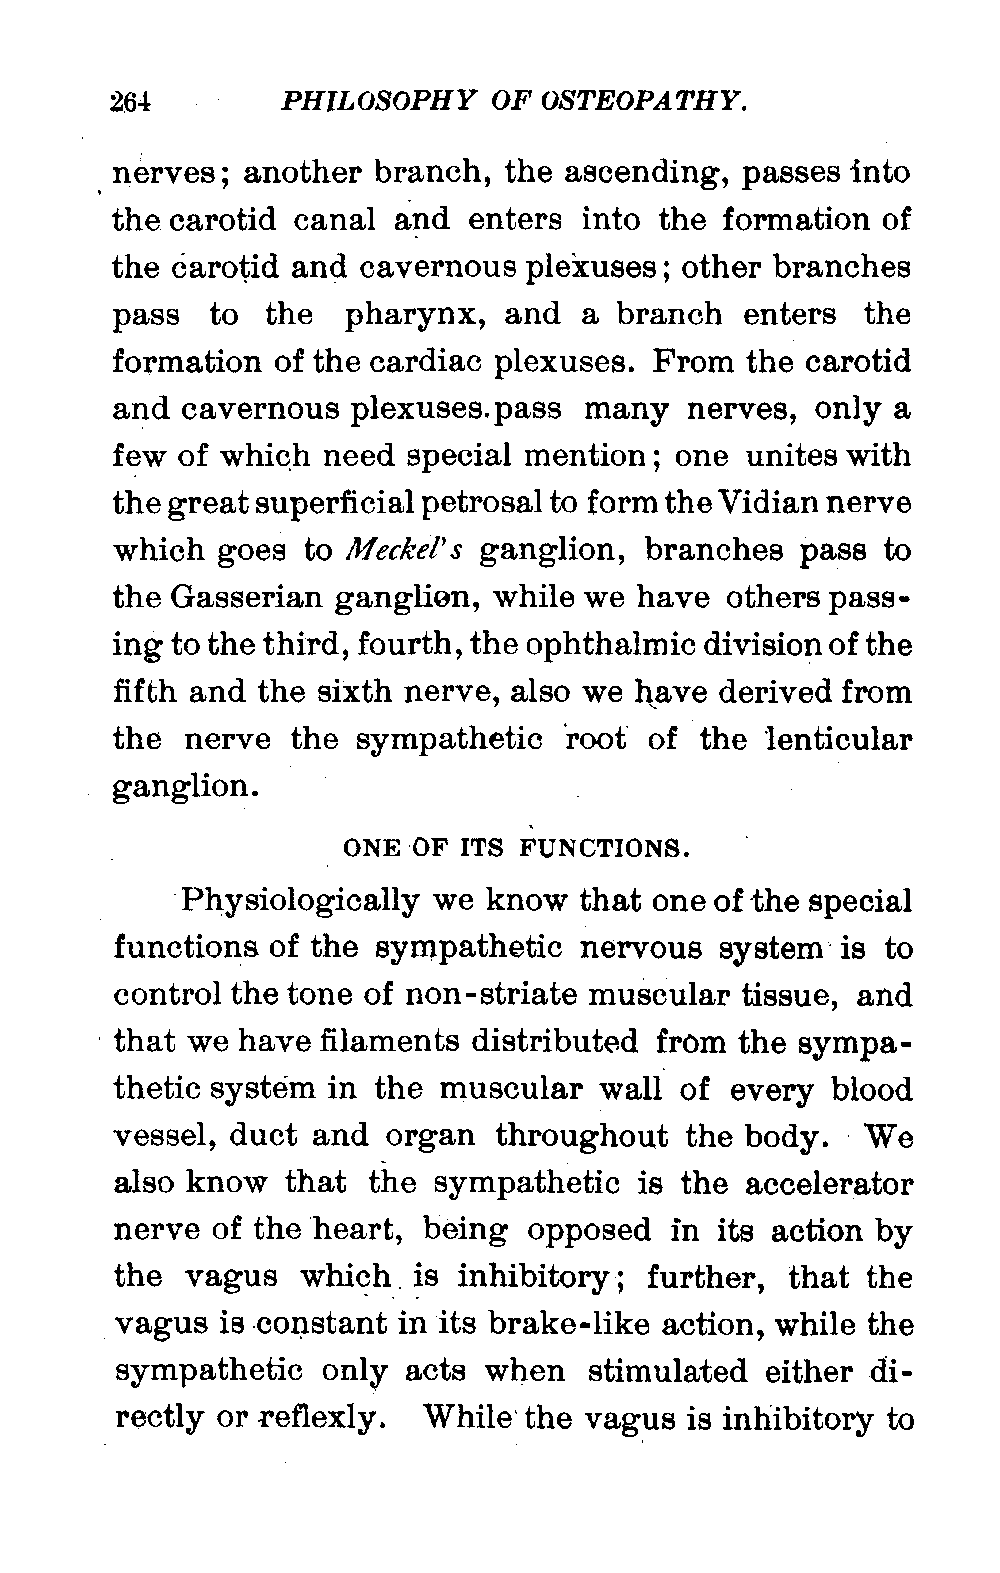 264 PHILOSOPHY OF OSTEOPATHY.
nerves; another branch, the ascending, passes into
the carotid canal and enters into the formation of
the carotid and cavernous plexuses; other branches
pass to the pharynx, and a branch enters the
formation of the cardiac plexuses. From the carotid
and cavernous plexuses pass many nerves, only a
few of which need special mention; one unites with
the great superficial petrosal to form the Vidian nerve
which goes to Meckel's ganglion, branches pass to
the Gasserian ganglion, while we have others pass-
ing to the third, fourth, the ophthalmic division of the
fifth and the sixth nerve, also we have derived from
the nerve the sympathetic root of the lenticular
ganglion.
ONE OF ITS FUNCTIONS.
Physiologically we know that one of the special
functions of the sympathetic nervous system is to
control the tone of non-striate muscular tissue, and
that we have filaments distributed from the sympa-
thetic system in the muscular wall of every blood
vessel, duct and organ throughout the body. We
also know that the sympathetic is the accelerator
nerve of the heart, being opposed in its action by
the vagus which is inhibitory; further, that the
vagus is constant in its brake-like action, while the
sympathetic only acts when stimulated either di-
rectly or reflexly. While the vagus is inhibitory to